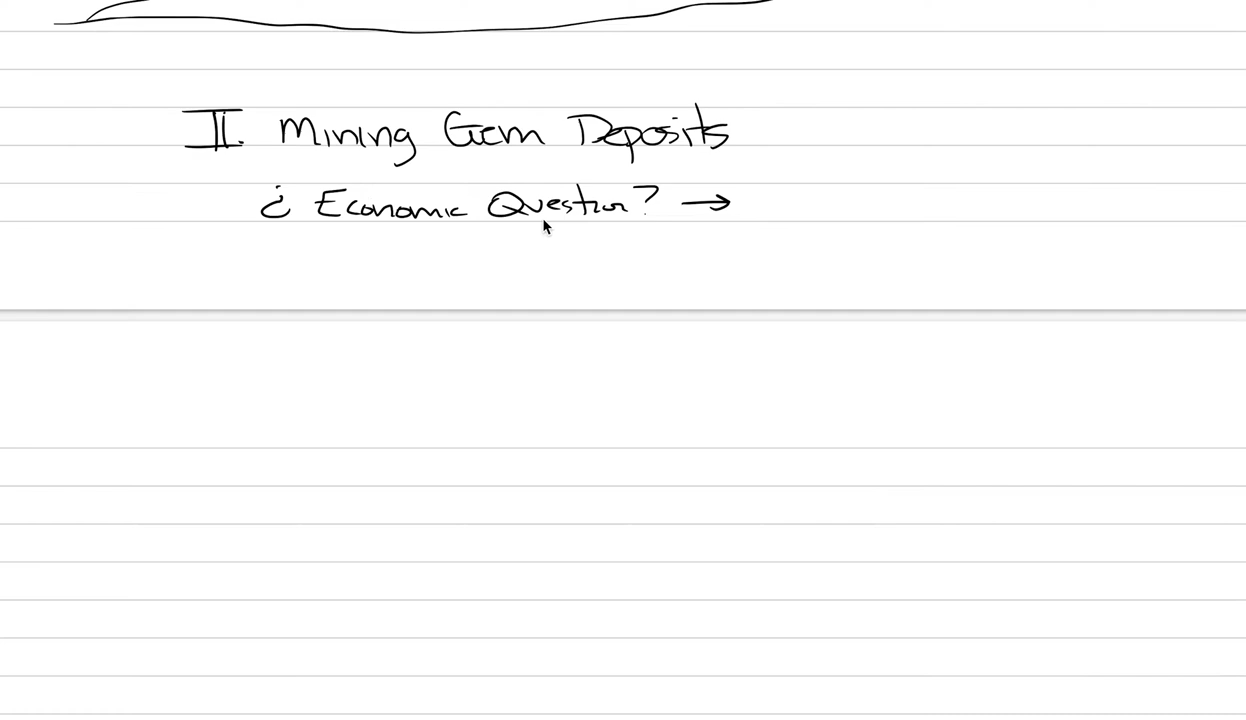 II. Mining Gem Deposits
¿ Economic Question? →